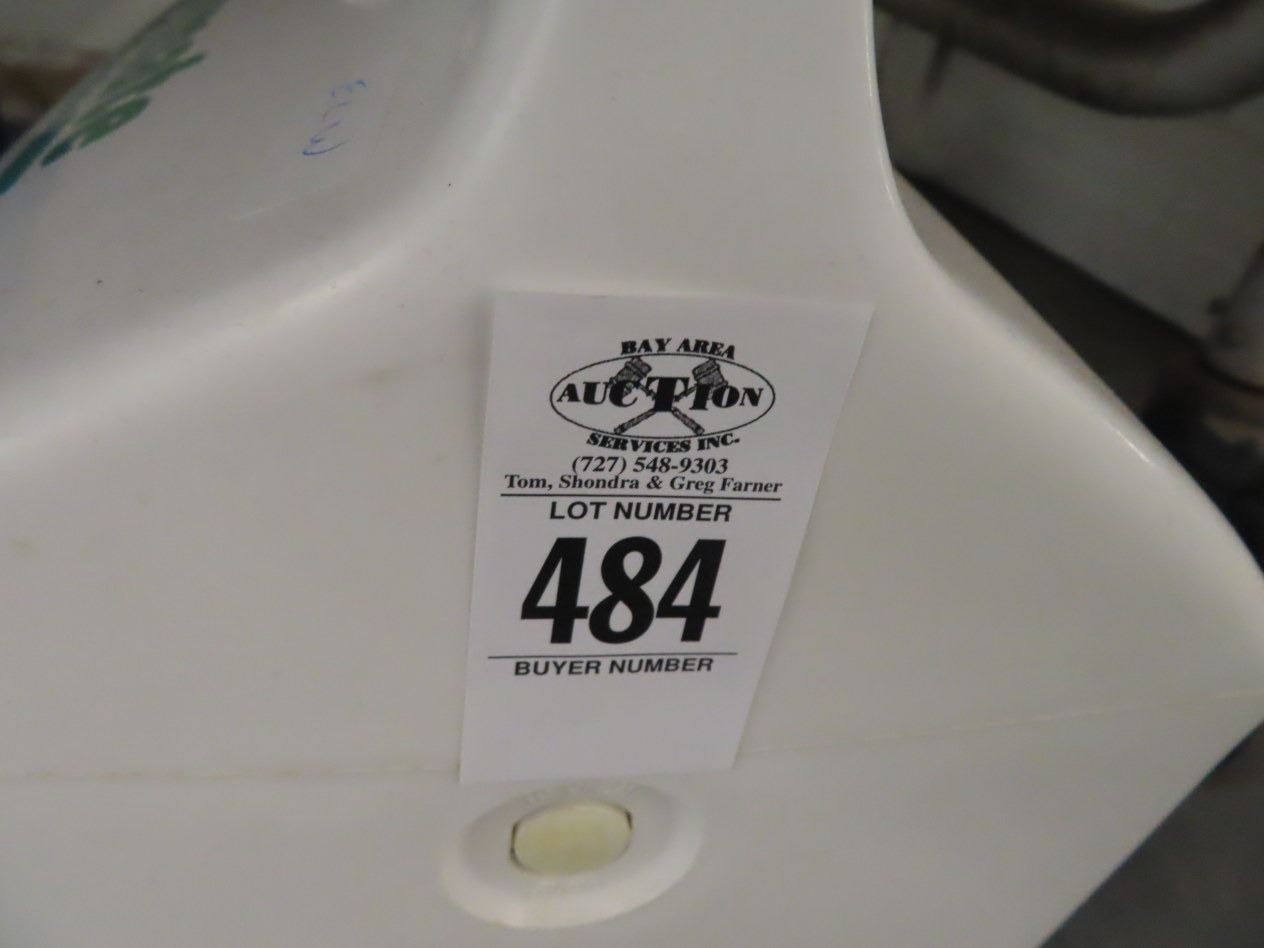 BAY AREA
AUCTION
SERVICES INC.
(727) 548-9303
Tom, Shondra & Greg Farner
LOT NUMBER
484
BUYER NUMBER